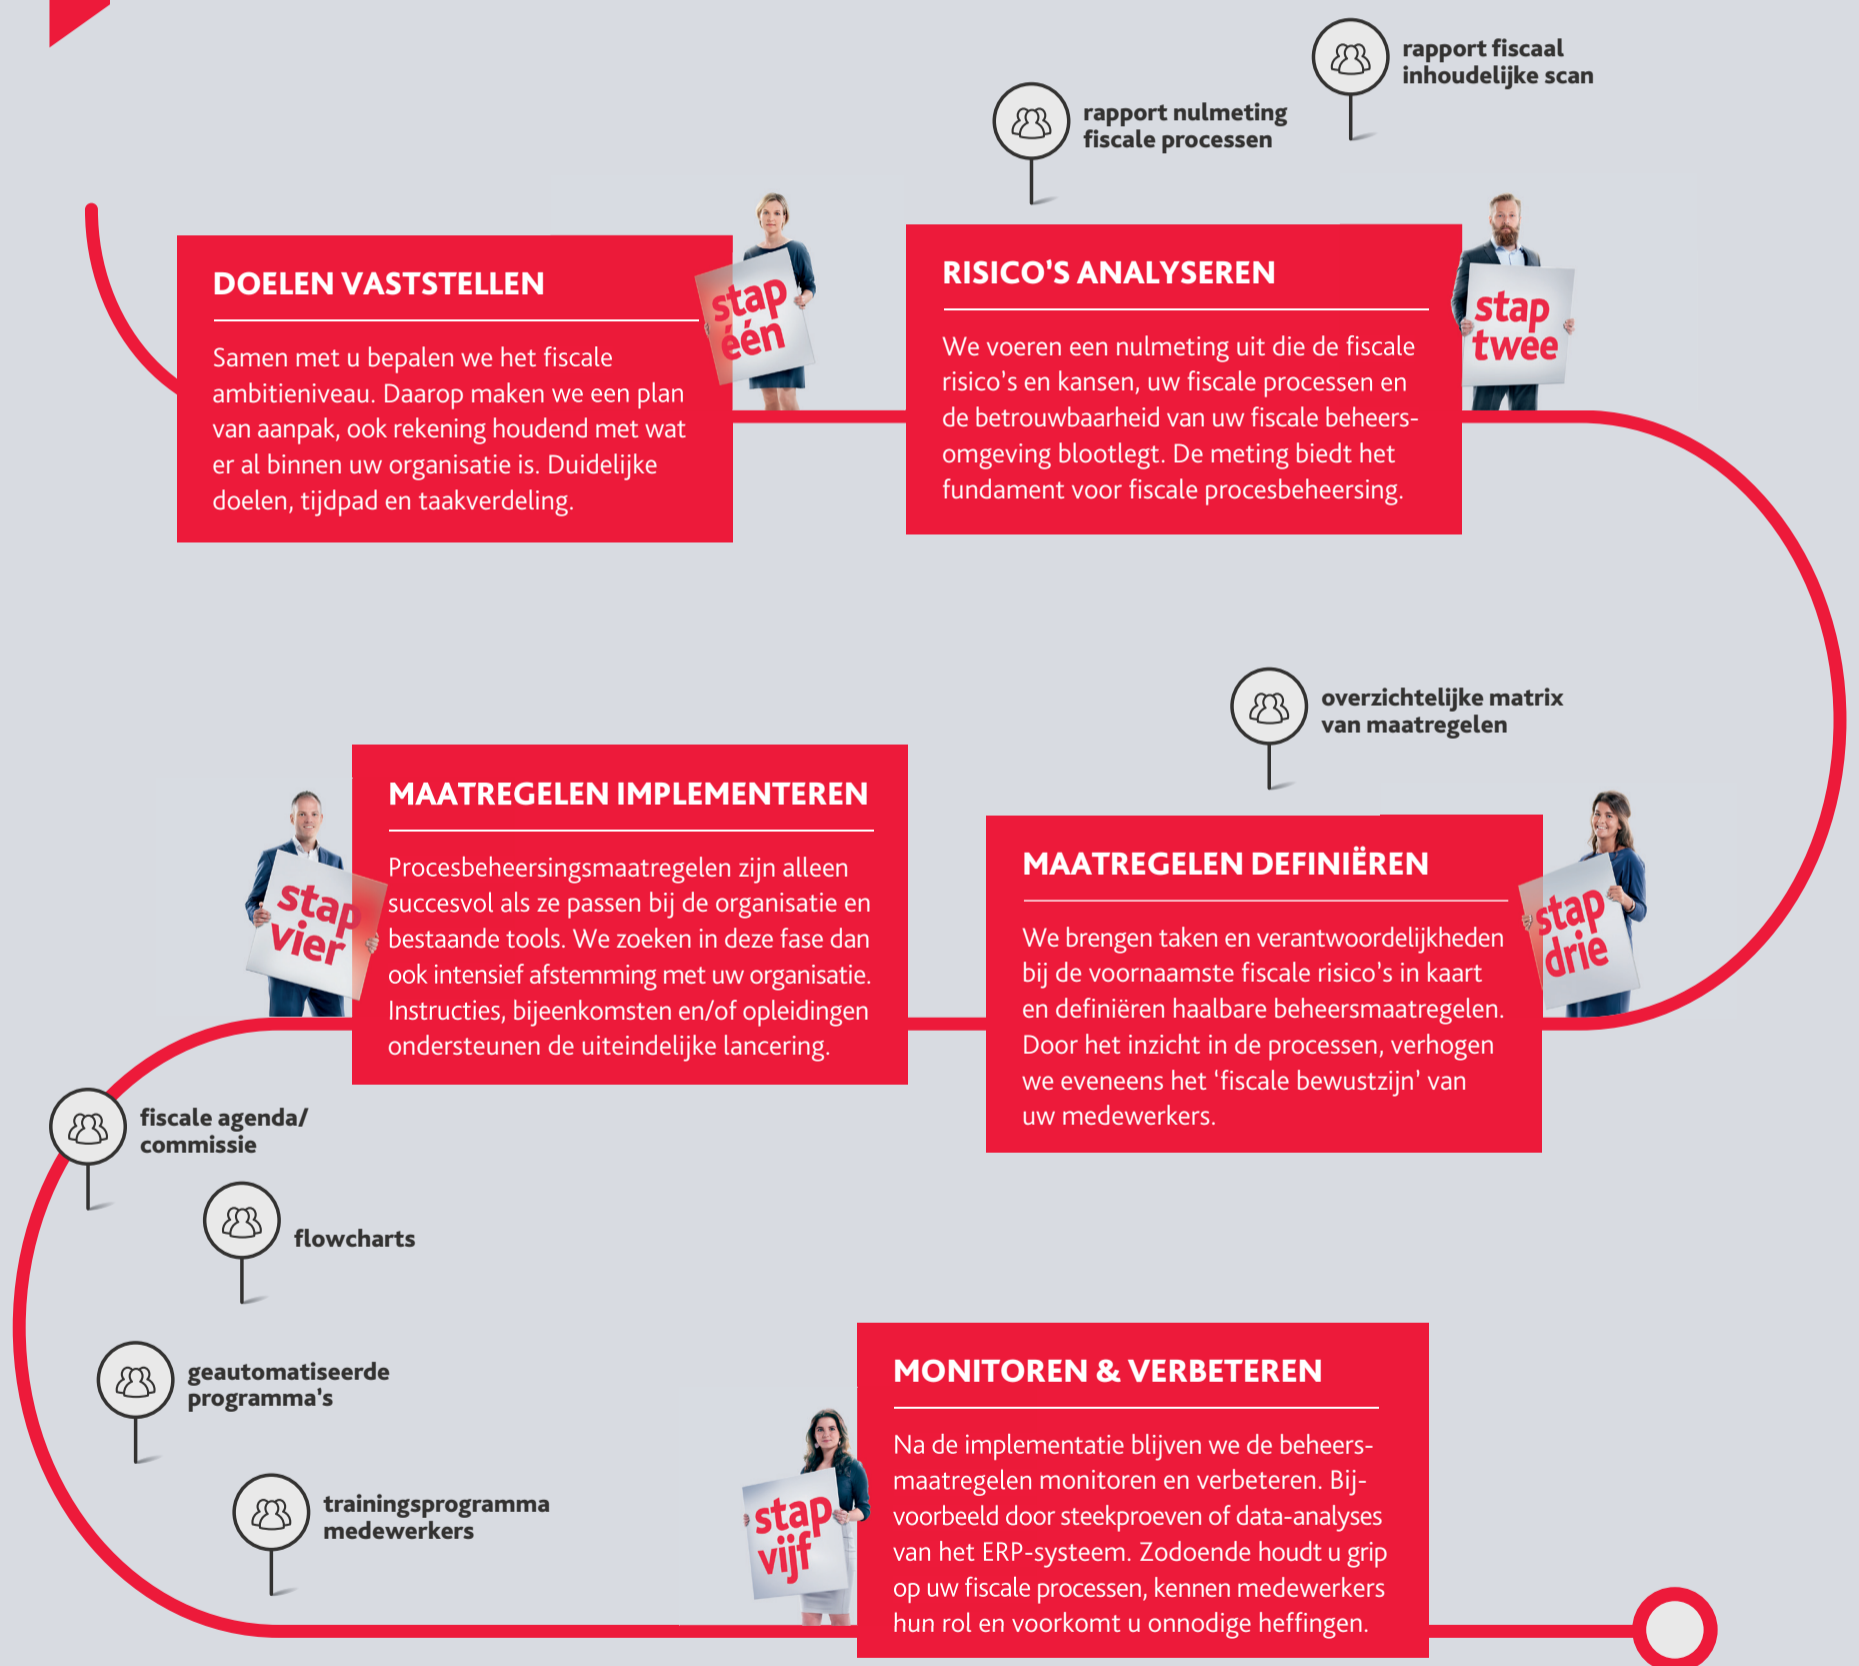 DOELEN VASTSTELLEN
Samen met u bepalen we het fiscale
ambitieniveau. Daarop maken we een plan
van aanpak, ook rekening houdend met wat
er al binnen uw organisatie is. Duidelijke
doelen, tijdpad en taakverdeling.
stap
één
rapport nulmeting
fiscale processen
rapport fiscaal
inhoudelijke scan
RISICO'S ANALYSEREN
We voeren een nulmeting uit die de fiscale
risico's en kansen, uw fiscale processen en
de betrouwbaarheid van uw fiscale beheers-
omgeving blootlegt. De meting biedt het
fundament voor fiscale procesbeheersing.
stap
twee
overzichtelijke matrix
van maatregelen
MAATREGELEN DEFINIËREN
We brengen taken en verantwoordelijkheden
bij de voornaamste fiscale risico's in kaart
en definiëren haalbare beheersmaatregelen.
Door het inzicht in de processen, verhogen
we eveneens het ‘fiscale bewustzijn’ van
uw medewerkers.
stap
drie
MAATREGELEN IMPLEMENTEREN
Procesbeheersingsmaatregelen zijn alleen
succesvol als ze passen bij de organisatie en
bestaande tools. We zoeken in deze fase dan
ook intensief afstemming met uw organisatie.
Instructies, bijeenkomsten en/of opleidingen
ondersteunen de uiteindelijke lancering.
stap
vier
fiscale agenda/
commissie
flowcharts
geautomatiseerde
programma's
trainingsprogramma
medewerkers
MONITOREN & VERBETEREN
Na de implementatie blijven we de beheers-
maatregelen monitoren en verbeteren. Bij-
voorbeeld door steekproeven of data-analyses
van het ERP-systeem. Zodoende houdt u grip
op uw fiscale processen, kennen medewerkers
hun rol en voorkomt u onnodige heffingen.
stap
vijf